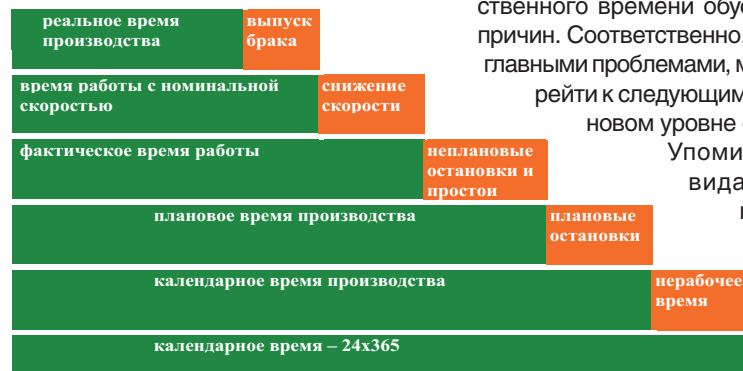 реальное время
производства
выпуск
брака
время работы с номинальной
скоростью
снижение
скорости
фактическое время работы
неплановые
остановки и
простои
плановое время производства
плановые
остановки
календарное время производства
нерабочее
время
календарное время – 24x365
ственного времени обус
причин. Соответственно,
главными проблемами, м
рейти к следующим
новом уровне
Упоми
вида